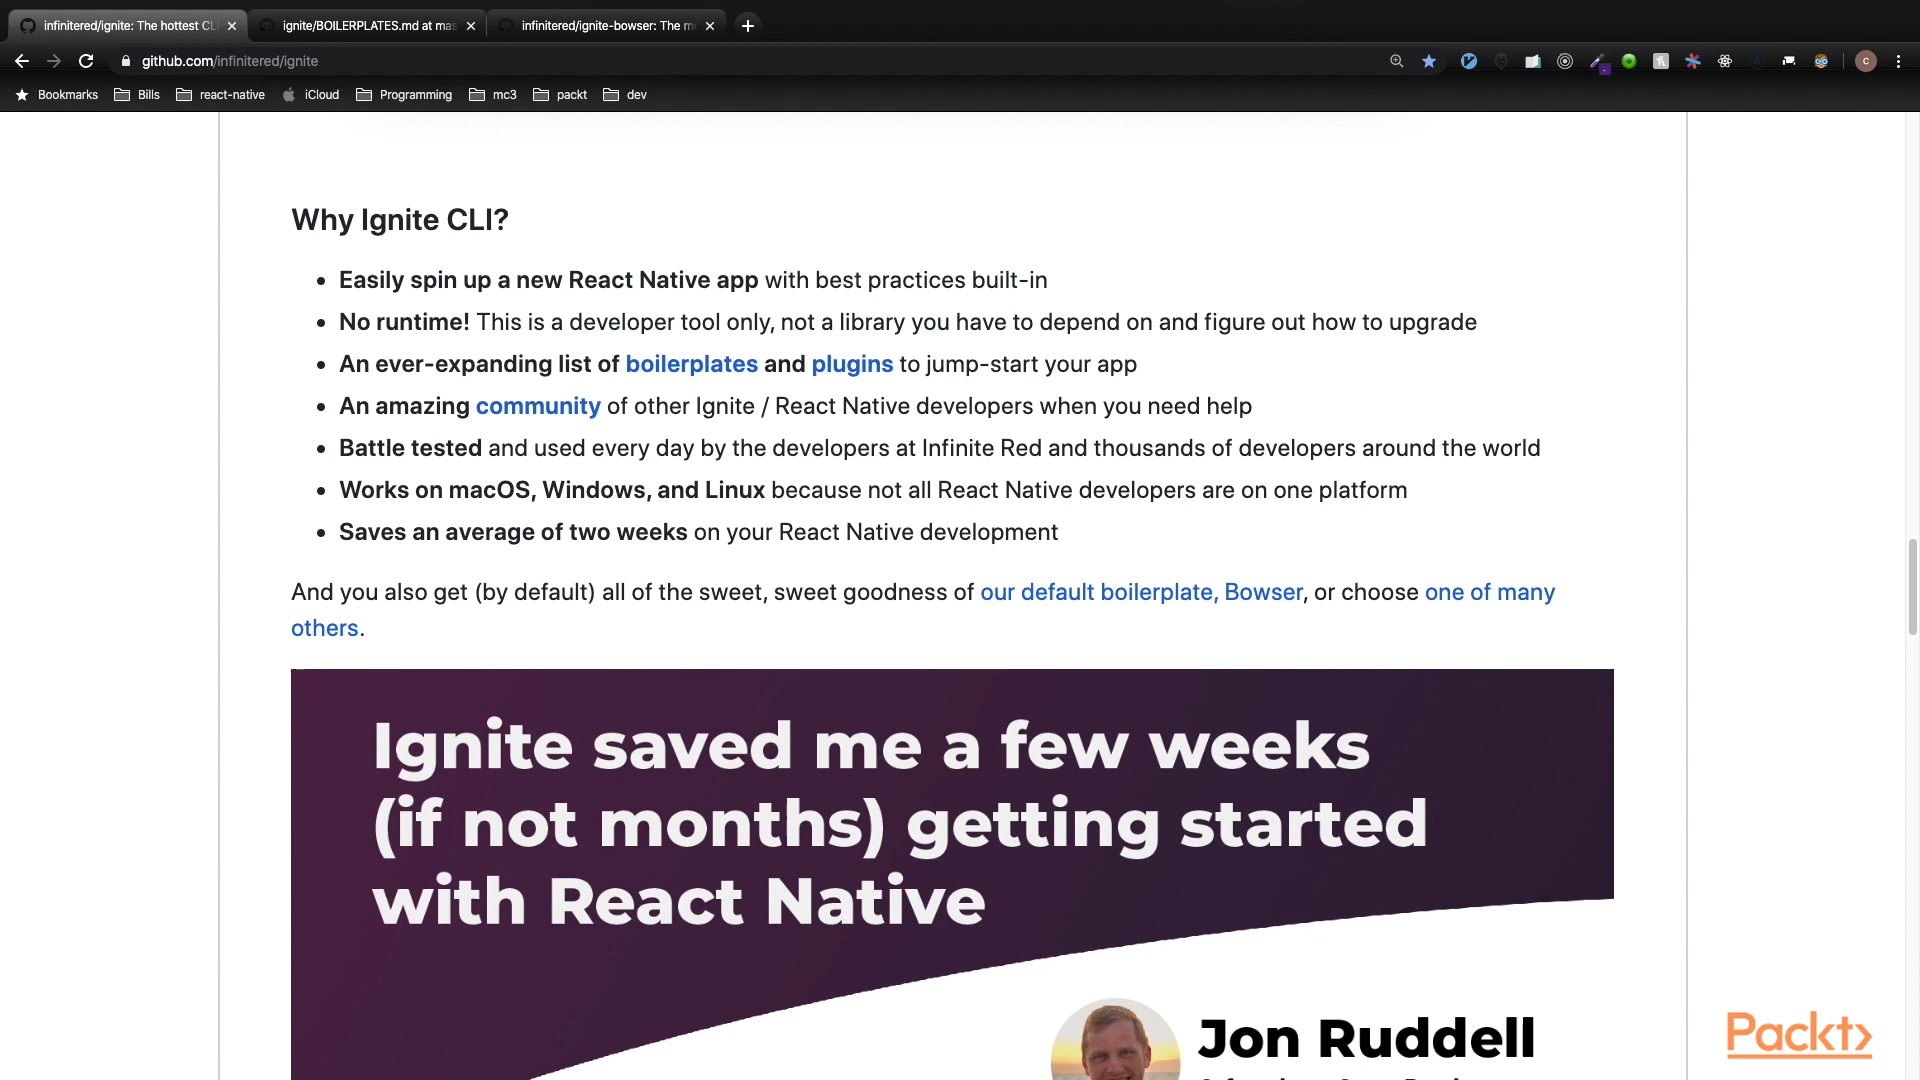 infinitered/ignite: The hottest CL
ignite/BOILERPLATES.md at mas
infinitered/ignite-bowser: The mo
github.com/infinitered/ignite
C
Bookmarks
Bills
react-native
iCloud
Programming
mc3
packt
dev
Why Ignite CLI?
Easily spin up a new React Native app with best practices built-in
No runtime! This is a developer tool only, not a library you have to depend on and figure out how to upgrade
An ever-expanding list of boilerplates and plugins to jump-start your app
An amazing community of other Ignite / React Native developers when you need help
Battle tested and used every day by the developers at Infinite Red and thousands of developers around the world
Works on macOS, Windows, and Linux because not all React Native developers are on one platform
Saves an average of two weeks on your React Native development
And you also get (by default) all of the sweet, sweet goodness of our default boilerplate, Bowser, or choose one of many
others.
Ignite saved me a few weeks
(if not months) getting started
with React Native
Jon Ruddell
Packt>